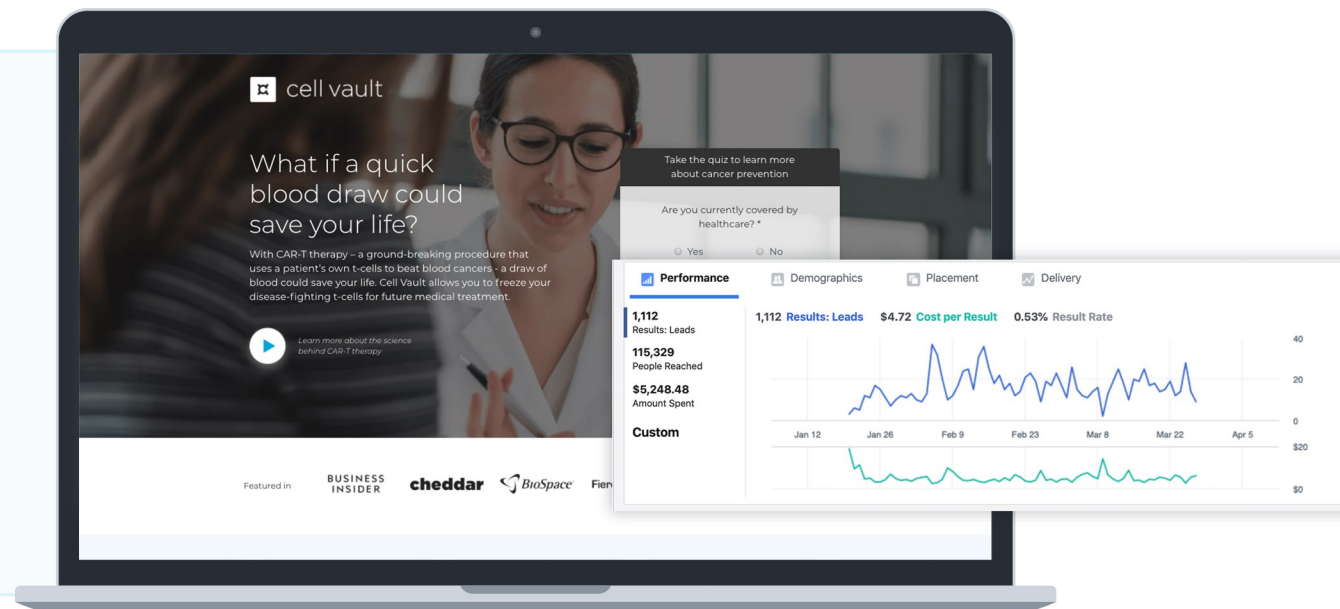 cell vault
What if a quick
blood draw could
save your life?
With CAR-T therapy – a ground-breaking procedure that
uses a patient's own t-cells to beat blood cancers - a draw of
blood could save your life. Cell Vault allows you to freeze your
disease-fighting t-cells for future medical treatment.
Learn more about the science
behind CAR-T therapy
Take the quiz to learn more
about cancer prevention
Are you currently covered by
healthcare? *
Yes No
Featured in
BUSINESS
INSIDER
cheddar
BioSpace
Performance Demographics Placement Delivery
1,112
Results: Leads
115,329
People Reached
$5,248.48
Amount Spent
Custom
1,112 Results: Leads $4.72 Cost per Result 0.53% Result Rate
40
20
0
Jan 12 Jan 26 Feb 9 Feb 23 Mar 8 Mar 22 Apr 5
$20
$0